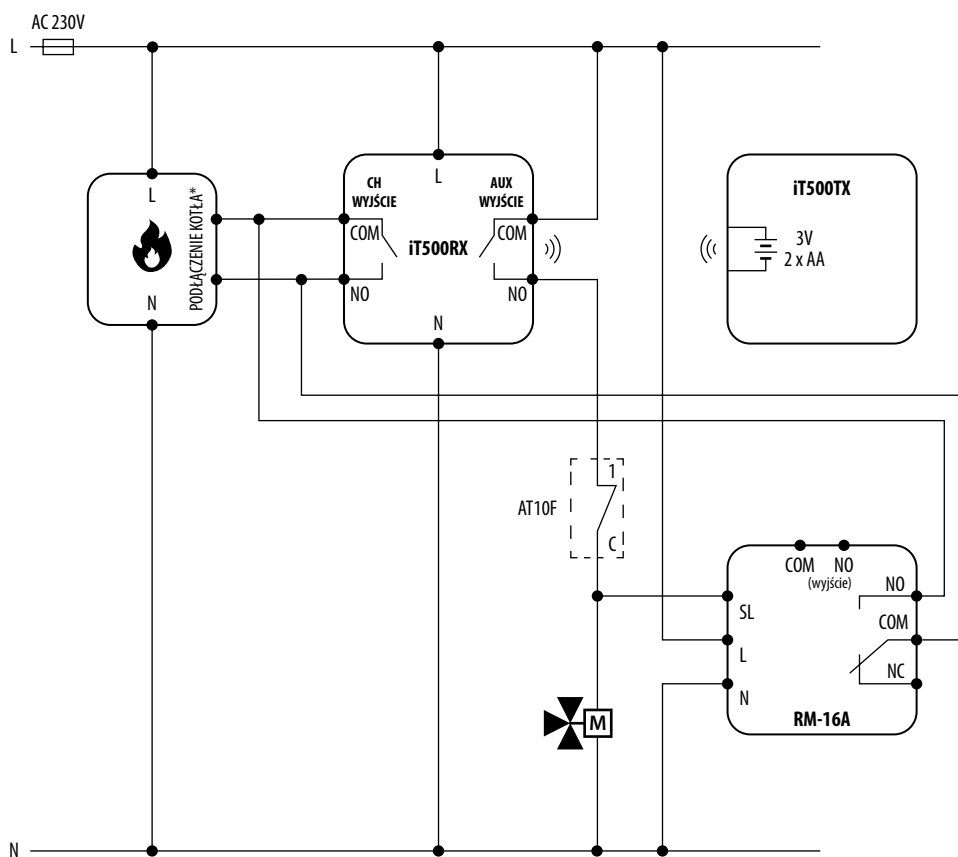 AC 230V
L
L
PODŁĄCZENIE KOTŁA*
N
CH
WYJŚCIE
L
AUX
WYJŚCIE
COM
iT500RX
COM
NO
NO
N
iT500TX
3V
2 x AA
AT10F
1
C
COM
NO
(wyjście)
NO
SL
COM
L
NC
N
RM-16A
M
N